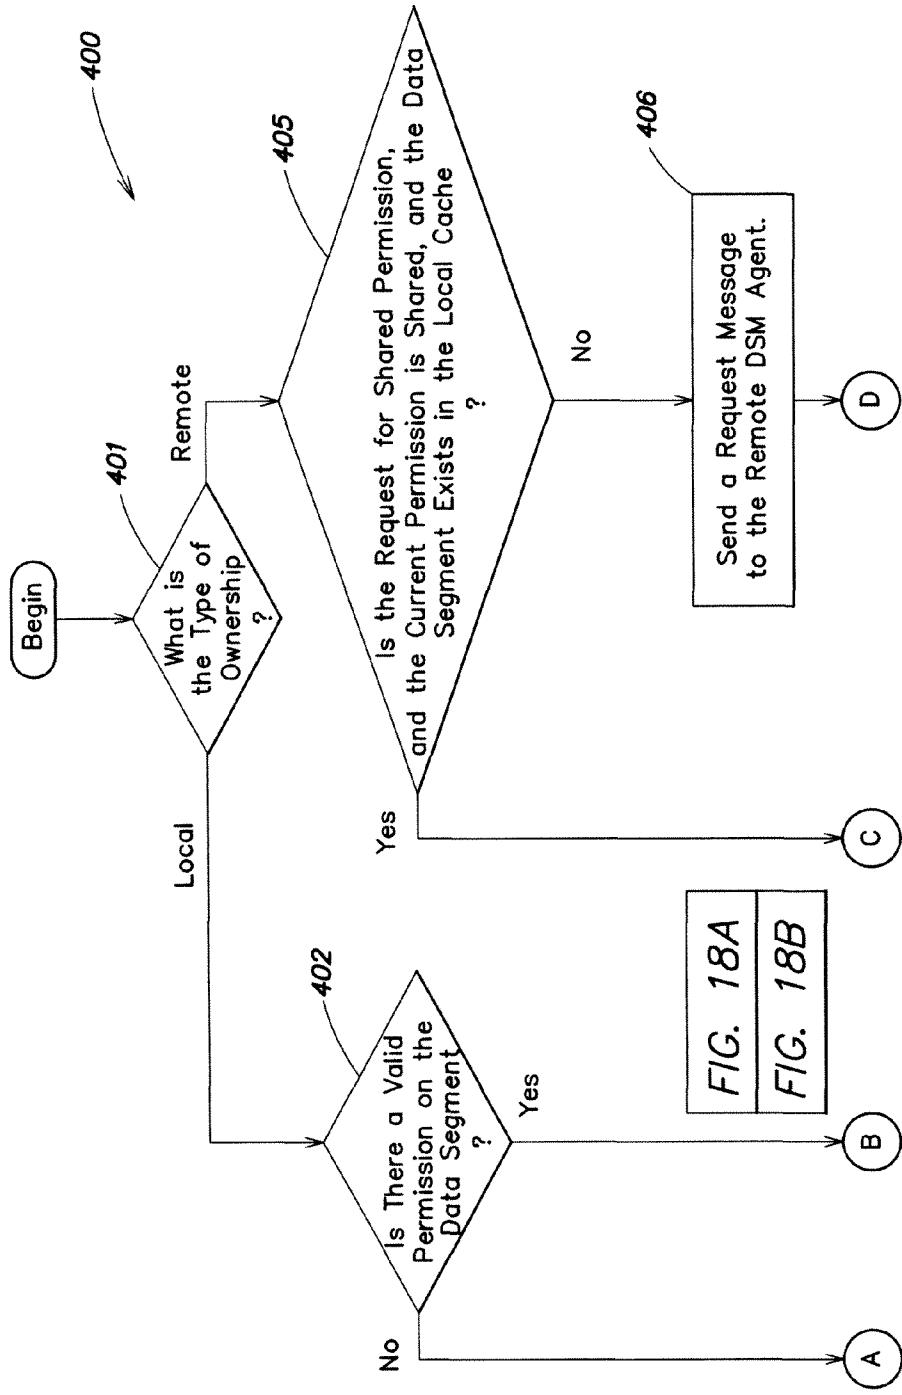 400
Begin
401
What is
the Type of
Ownership
?
Local
Remote
402
Is There a Valid
Permission on the
Data Segment
?
No
Yes
405
Is the Request for Shared Permission,
and the Current Permission is Shared, and the Data
Segment Exists in the Local Cache
?
Yes
No
406
Send a Request Message
to the Remote DSM Agent.
FIG. 18A
FIG. 18B
A
B
C
D